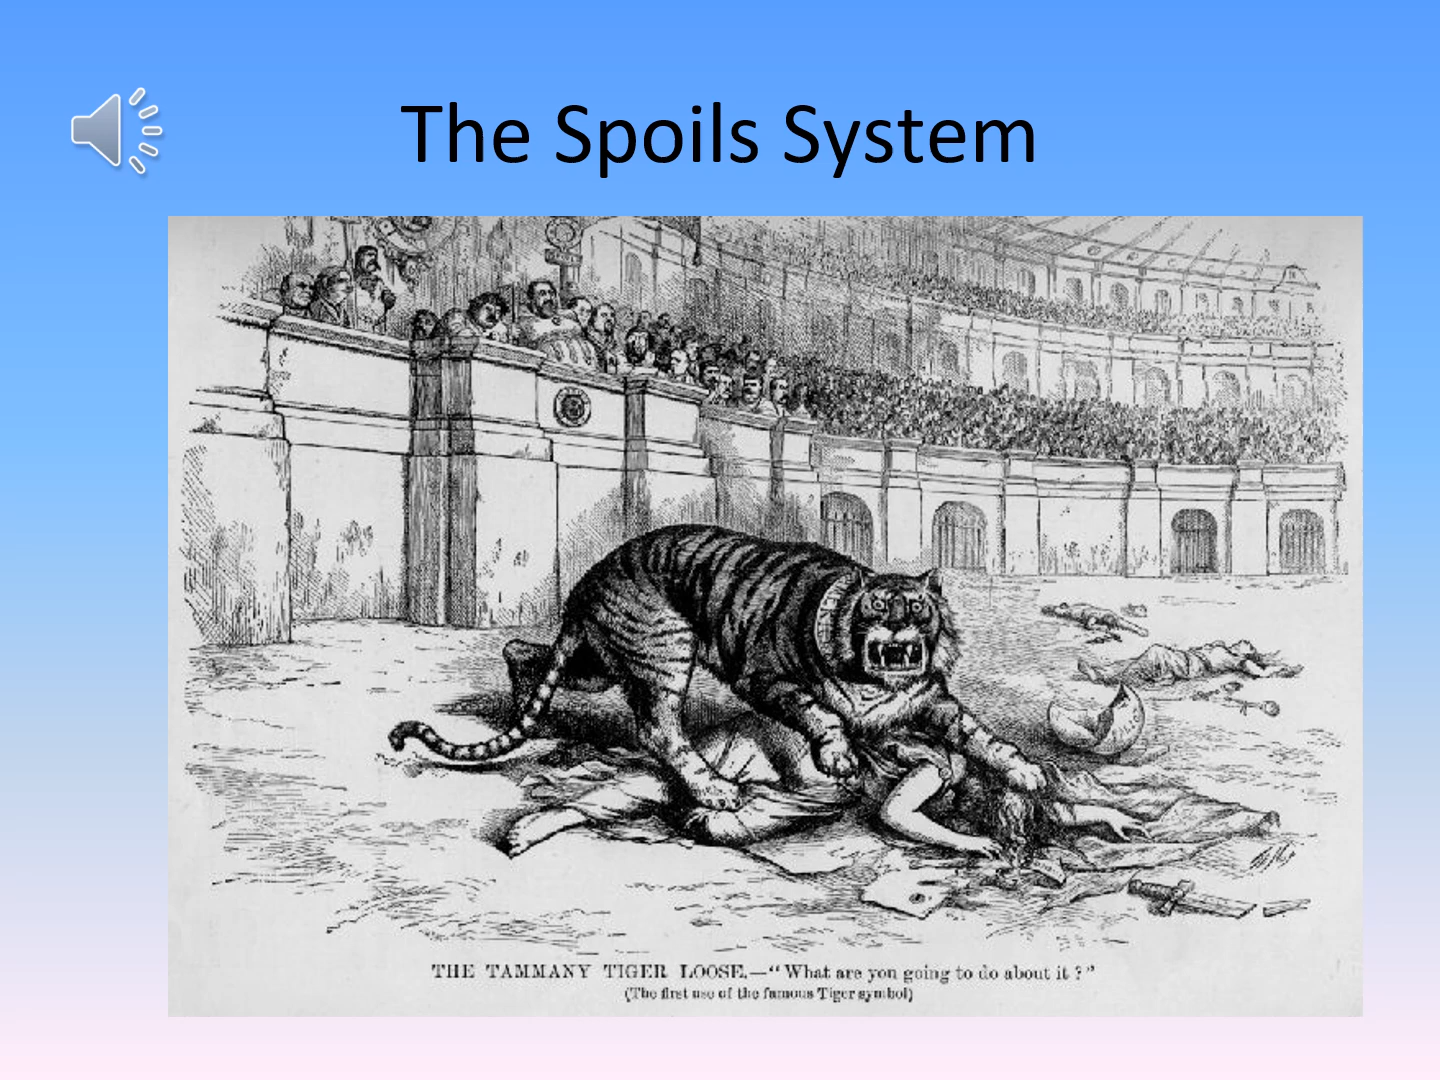 The Spoils System
THE TAMMANY TIGER LOOSE.—“What are you going to do about it?”
(The first use of the famous Tiger symbol)